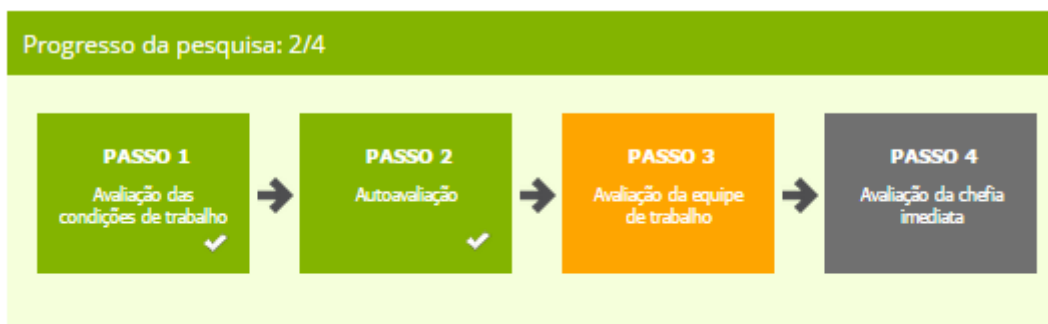 Progresso da pesquisa: 2/4
PASSO 1
Avaliação das
condições de trabalho
PASSO 2
Autoavaliação
PASSO 3
Avaliação da equipe
de trabalho
PASSO 4
Avaliação da chefia
imediata